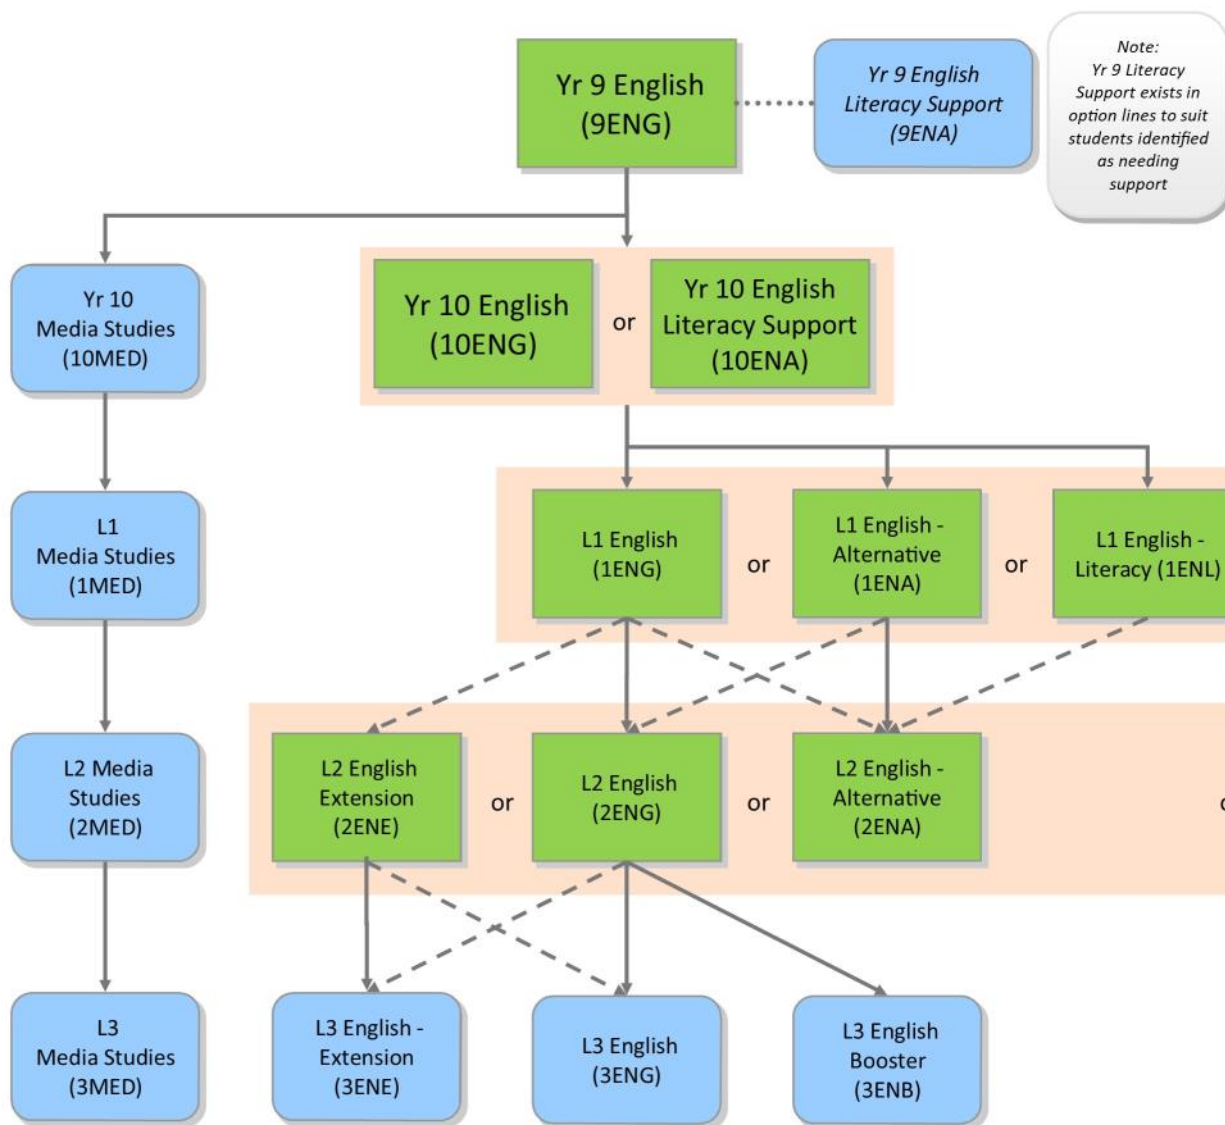 Yr 9 English
(9ENG)
Yr 9 English
Literacy Support
(9ENA)
Note:
Yr 9 Literacy
Support exists in
option lines to suit
students identified
as needing
support
Yr 10
Media Studies
(10MED)
Yr 10 English
(10ENG)
or
Yr 10 English
Literacy Support
(10ENA)
L1
Media Studies
(1MED)
L1 English
(1ENG)
or
L1 English -
Alternative
(1ENA)
or
L1 English -
Literacy (1ENL)
L2 Media
Studies
(2MED)
L2 English
Extension
(2ENE)
or
L2 English
(2ENG)
or
L2 English -
Alternative
(2ENA)
L3
Media Studies
(3MED)
L3 English -
Extension
(3ENE)
L3 English
(3ENG)
L3 English
Booster
(3ENB)